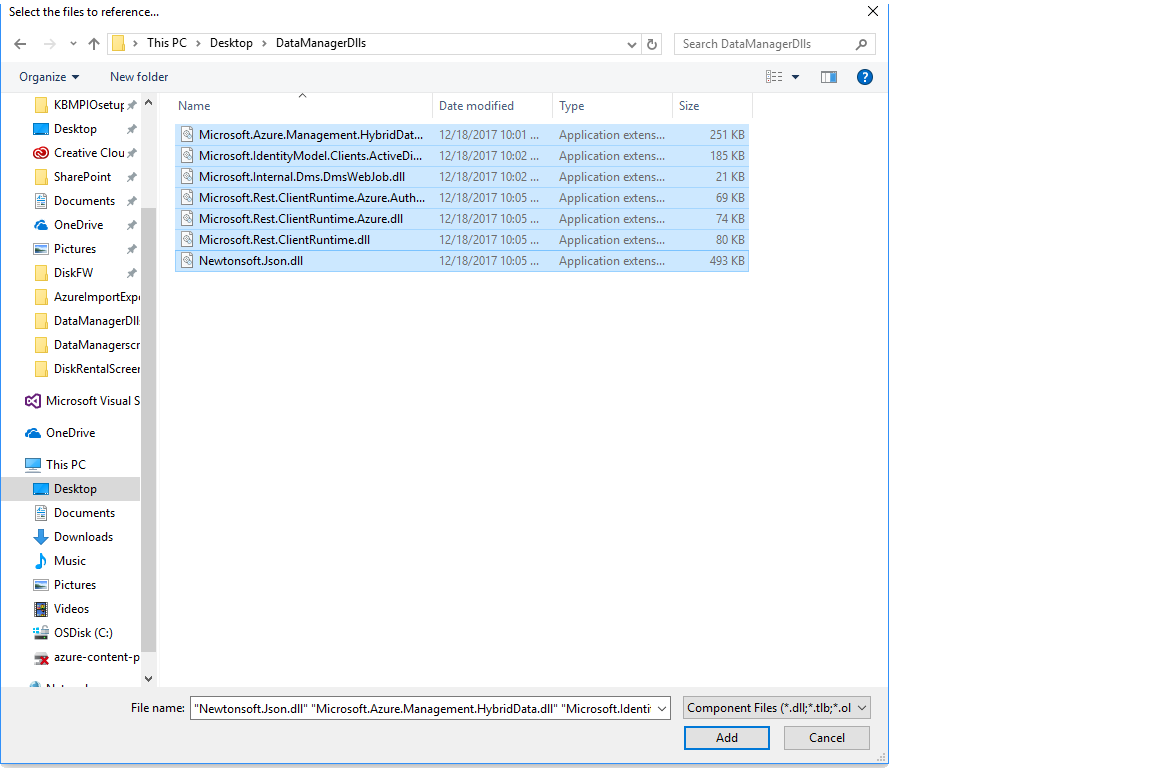 Select the files to reference...
This PC > Desktop > DataManagerDlls
Search DataManagerDlls
Organize
New folder
?
KBMPIOsetup
Desktop
Creative Clou
SharePoint
Documents
OneDrive
Pictures
DiskFW
AzureImportExp
DataManagerDll
DataManagerscr
DiskRentalScreer
Microsoft Visual S
OneDrive
This PC
Desktop
Documents
Downloads
Music
Pictures
Videos
OSDisk (C:)
azure-content-p
Name Date modified Type Size
Microsoft.Azure.Management.HybridDat... 12/18/2017 10:01 ... Application extens... 251 KB
Microsoft.IdentityModel.Clients.ActiveDi... 12/18/2017 10:02 ... Application extens... 185 KB
Microsoft.Internal.Dms.DmsWebJob.dll 12/18/2017 10:02 ... Application extens... 21 KB
Microsoft.Rest.ClientRuntime.Azure.Auth... 12/18/2017 10:05 ... Application extens... 69 KB
Microsoft.Rest.ClientRuntime.Azure.dll 12/18/2017 10:05 ... Application extens... 74 KB
Microsoft.Rest.ClientRuntime.dll 12/18/2017 10:05 ... Application extens... 80 KB
Newtonsoft.Json.dll 12/18/2017 10:05 ... Application extens... 493 KB
File name: "Newtonsoft.Json.dll" "Microsoft.Azure.Management.HybridData.dll" "Microsoft.Identi
Component Files (*.dll;*.tlb;*.ol
Add
Cancel